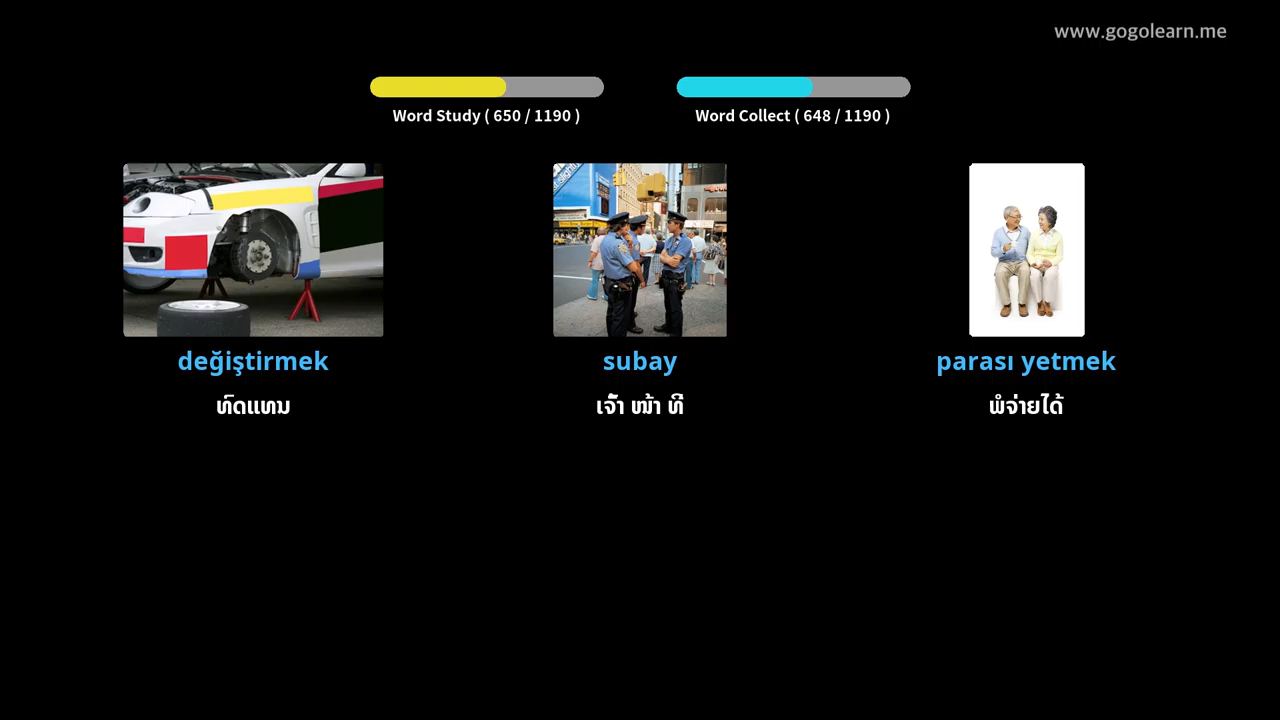 www.gogolearn.me
Word Study ( 650 / 1190 )
Word Collect ( 648 / 1190 )
değiştirmek
subay
parası yetmek
ທົດແທນ
ເຈົ້າ ໜ້າ ທີ່
ພໍຈ່າຍໄດ້